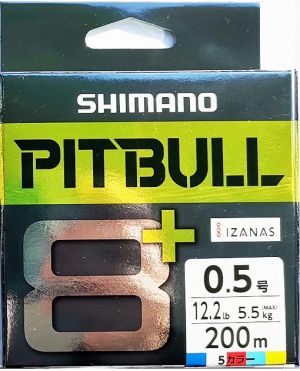 SHIMANO
PITBULL
8+
IZANAS
0.5号
12.2lb 5.5kg (MAX)
200m
5カラー